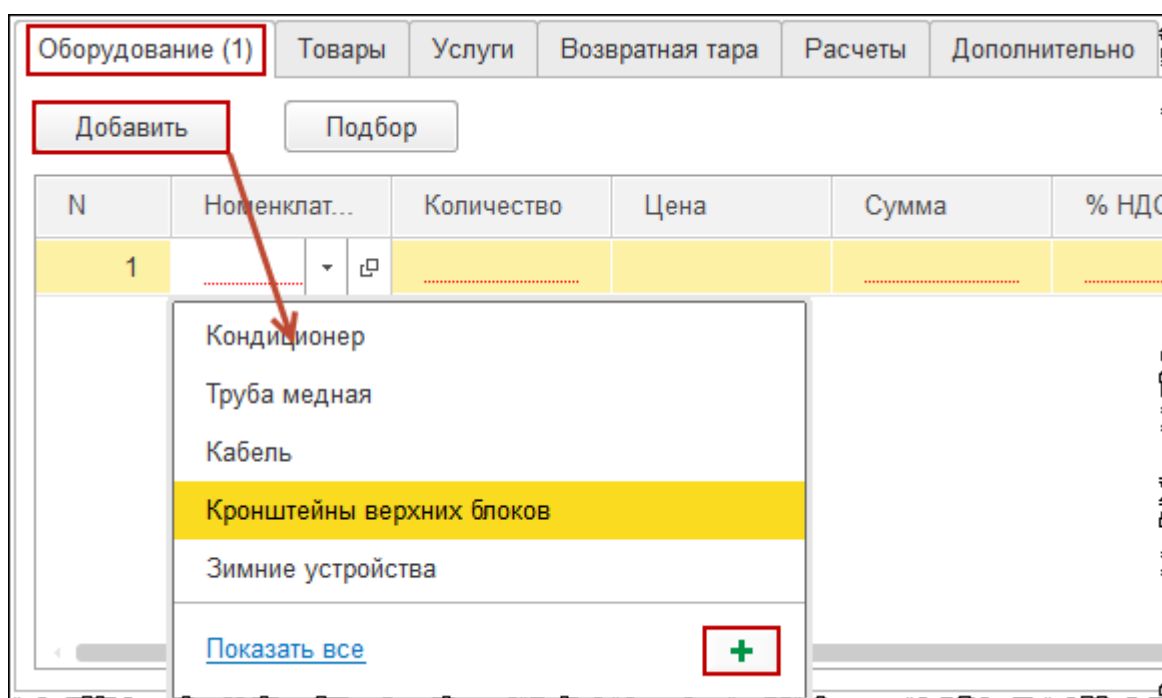 Оборудование (1) Товары Услуги Возвратная тара Расчеты Дополнительно
Добавить Подбор
N Номенклат... Количество Цена Сумма % НДС
1
Кондиционер
Труба медная
Кабель
Кронштейны верхних блоков
Зимние устройства
Показать все